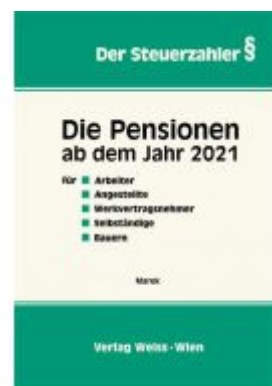 Der Steuerzahler §
Die Pensionen
ab dem Jahr 2021
für ■ Arbeiter
■ Angestellte
■ Werkvertragsnehmer
■ Selbständige
■ Bauern
Marek
Verlag Weiss · Wien